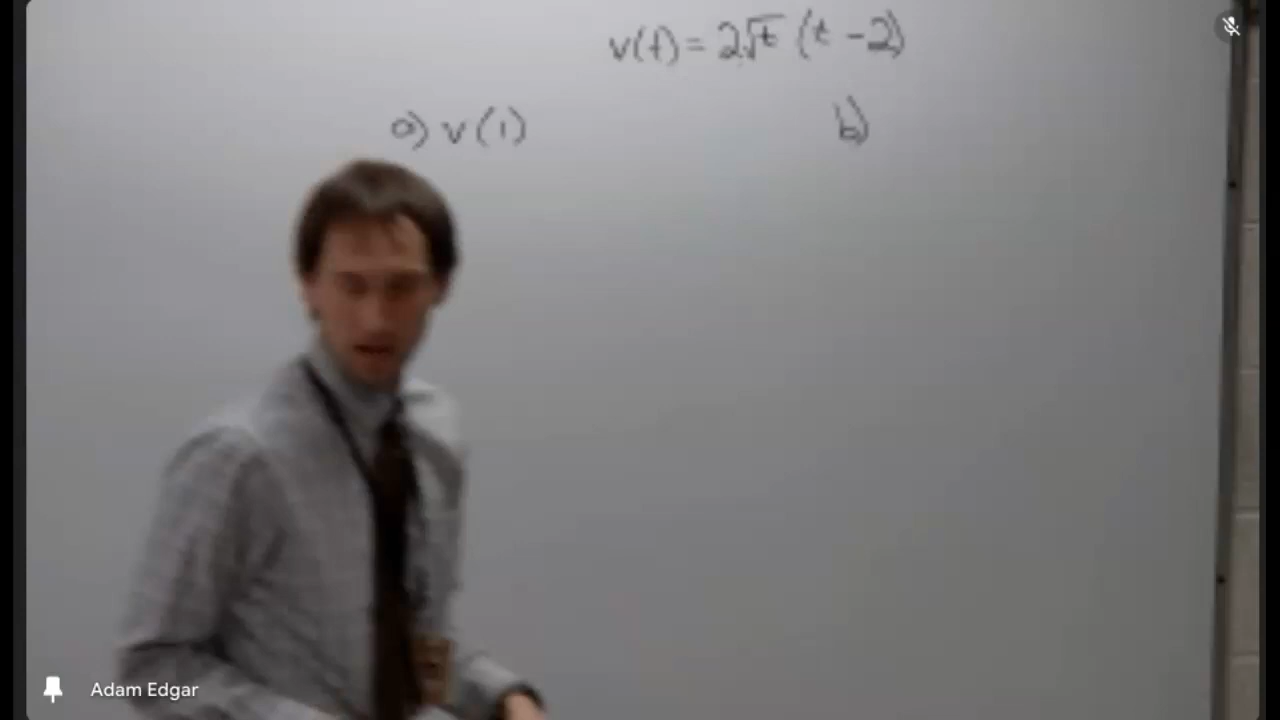 v(t) = 2√t (t - 2)
a) v(1)
b)
Adam Edgar